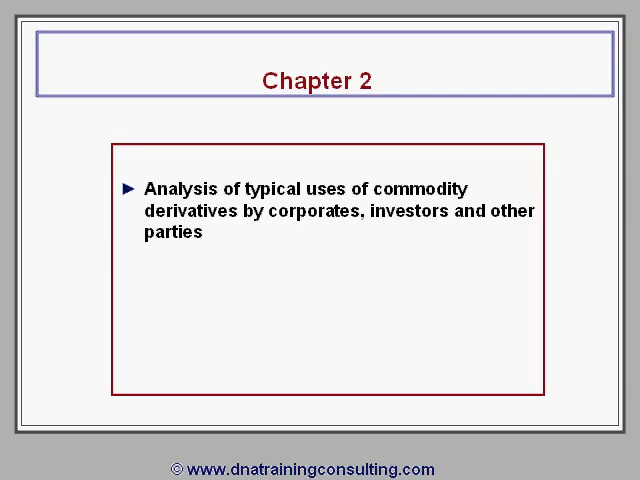 Chapter 2
► Analysis of typical uses of commodity
derivatives by corporates, investors and other
parties
© www.dnatrainingconsulting.com